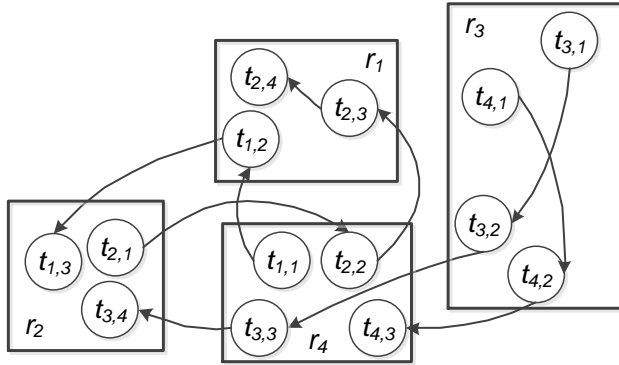 r3
t3,1
r1
t2,4
t4,1
t2,3
t1,2
t3,2
t1,3
t2,1
t1,1
t2,2
t4,2
t3,4
r2
t3,3
r4
t4,3